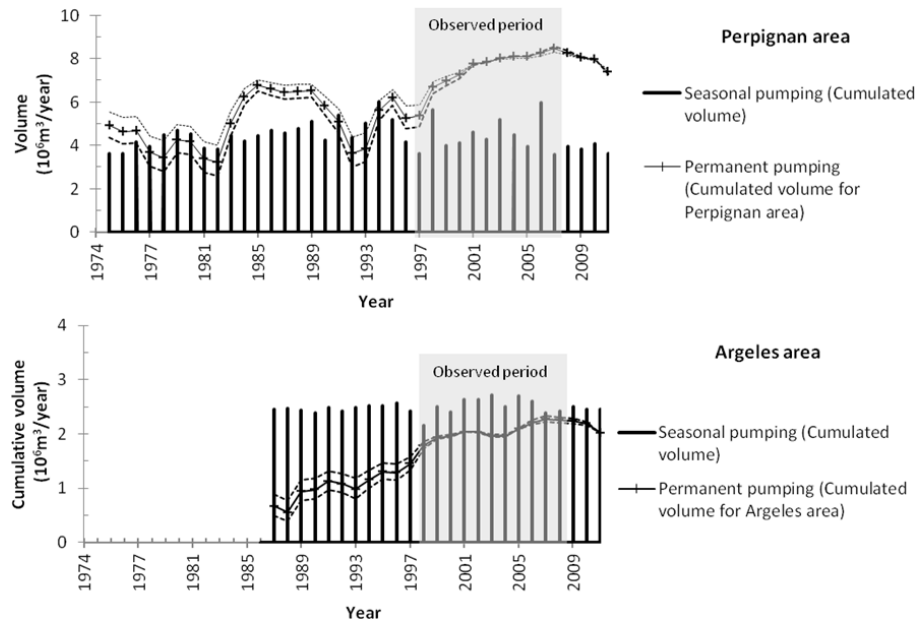 Observed period
Perpignan area
10
8
6
4
2
0
Volume
(10⁶m³/year)
1974
1977
1981
1985
1989
1993
1997
2001
2005
2009
Year
Seasonal pumping (Cumulated
volume)
Permanent pumping
(Cumulated volume for
Perpignan area)
Observed period
Argeles area
4
3
2
1
0
Cumulative volume
(10⁶m³/year)
1974
1977
1981
1985
1989
1993
1997
2001
2005
2009
Year
Seasonal pumping (Cumulated
volume)
Permanent pumping (Cumulated
volume for Argeles area)